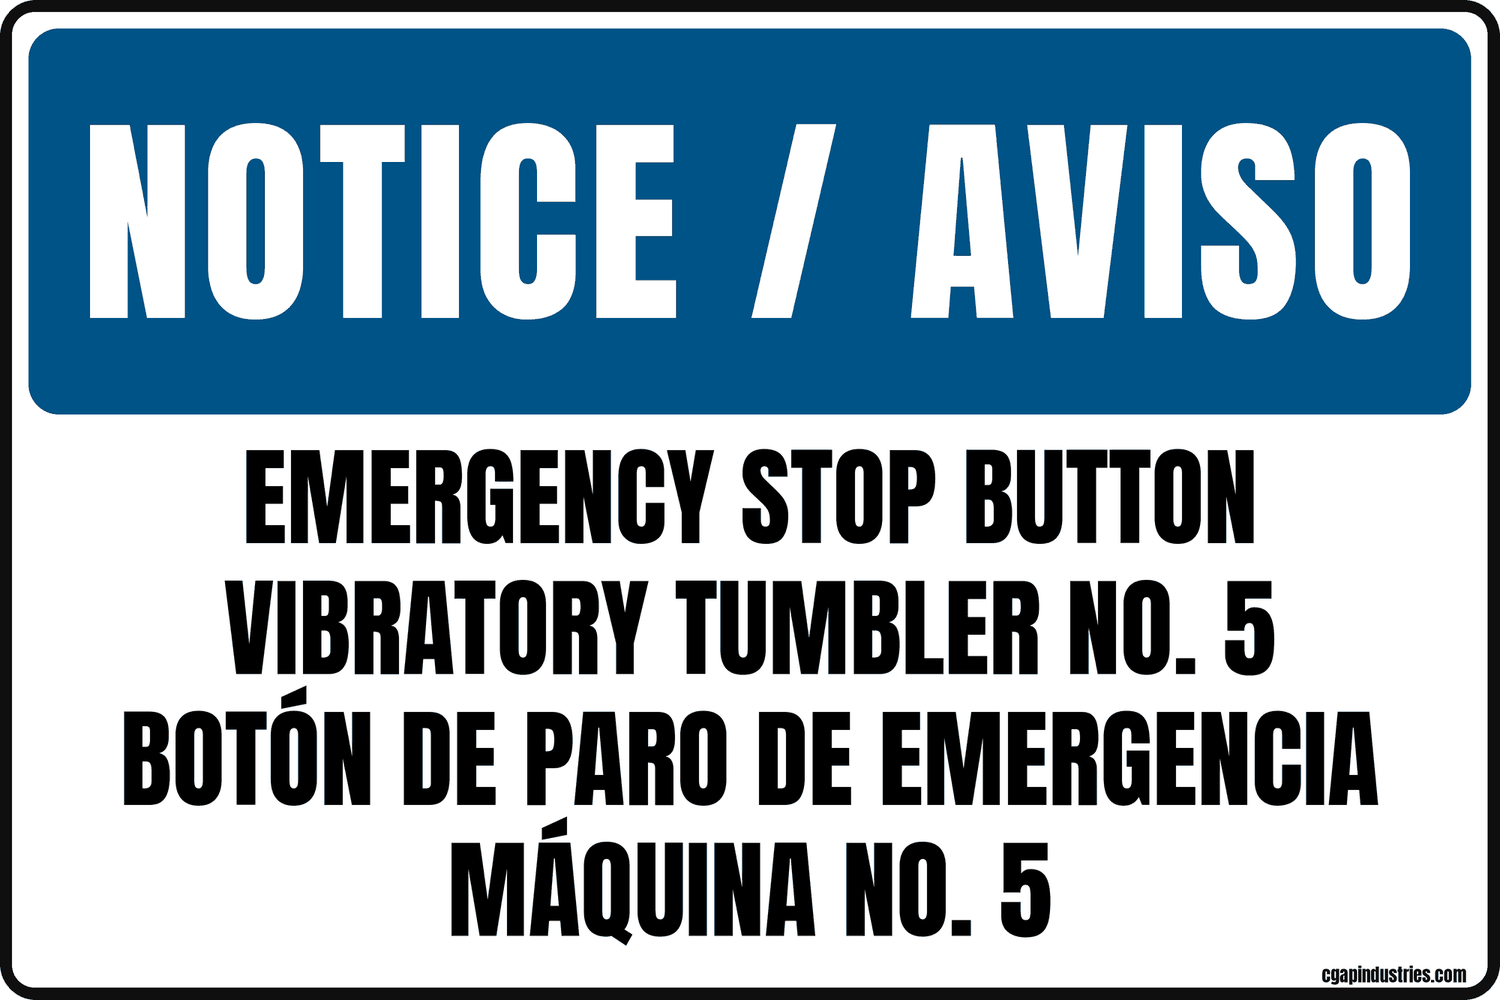 NOTICE / AVISO
EMERGENCY STOP BUTTON
VIBRATORY TUMBLER NO. 5
BOTÓN DE PARO DE EMERGENCIA
MÁQUINA NO. 5
cgapindustries.com